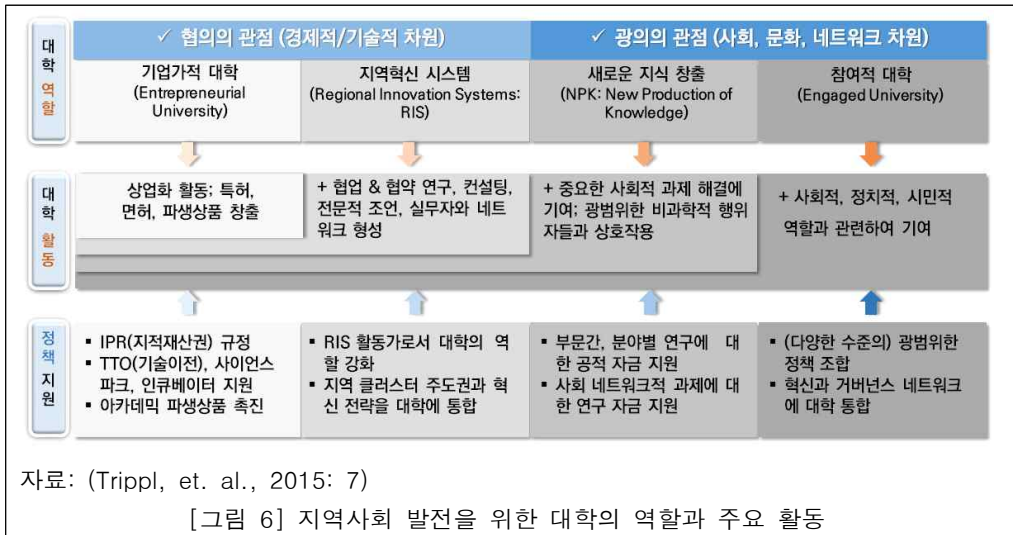 대학 역할
✓ 협의의 관점 (경제적/기술적 차원)
✓ 광의의 관점 (사회, 문화, 네트워크 차원)
기업가적 대학
(Entrepreneurial
University)
지역혁신 시스템
(Regional Innovation Systems:
RIS)
새로운 지식 창출
(NPK: New Production of
Knowledge)
참여적 대학
(Engaged University)
대학 활동
상업화 활동; 특허,
면허, 파생상품 창출
+ 협업 & 협약 연구, 컨설팅,
전문적 조언, 실무자와 네트
워크 형성
+ 중요한 사회적 과제 해결에
기여; 광범위한 비과학적 행위
자들과 상호작용
+ 사회적, 정치적, 시민적
역할과 관련하여 기여
정책 지원
▪ IPR(지적재산권) 규정
▪ TTO(기술이전), 사이언스
파크, 인큐베이터 지원
▪ 아카데믹 파생상품 촉진
▪ RIS 활동가로서 대학의 역
할 강화
▪ 지역 클러스터 주도권과 혁
신 전략을 대학에 통합
▪ 부문간, 분야별 연구에 대
한 공적 자금 지원
▪ 사회 네트워크적 과제에 대
한 연구 자금 지원
▪ (다양한 수준의) 광범위한
정책 조합
▪ 혁신과 거버넌스 네트워크
에 대학 통합
자료: (Trippl, et. al., 2015: 7)
[그림 6] 지역사회 발전을 위한 대학의 역할과 주요 활동